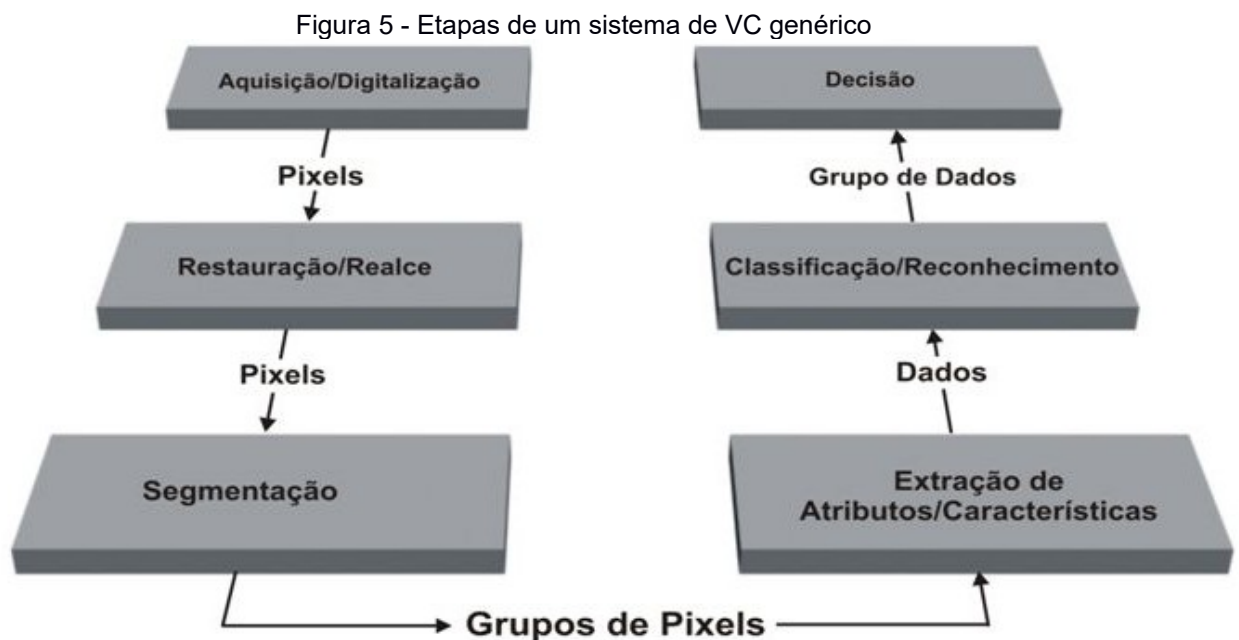 Figura 5 - Etapas de um sistema de VC genérico
Aquisição/Digitalização
Pixels
Restauração/Realce
Pixels
Segmentação
Grupos de Pixels
Extração de
Atributos/Características
Dados
Classificação/Reconhecimento
Grupo de Dados
Decisão